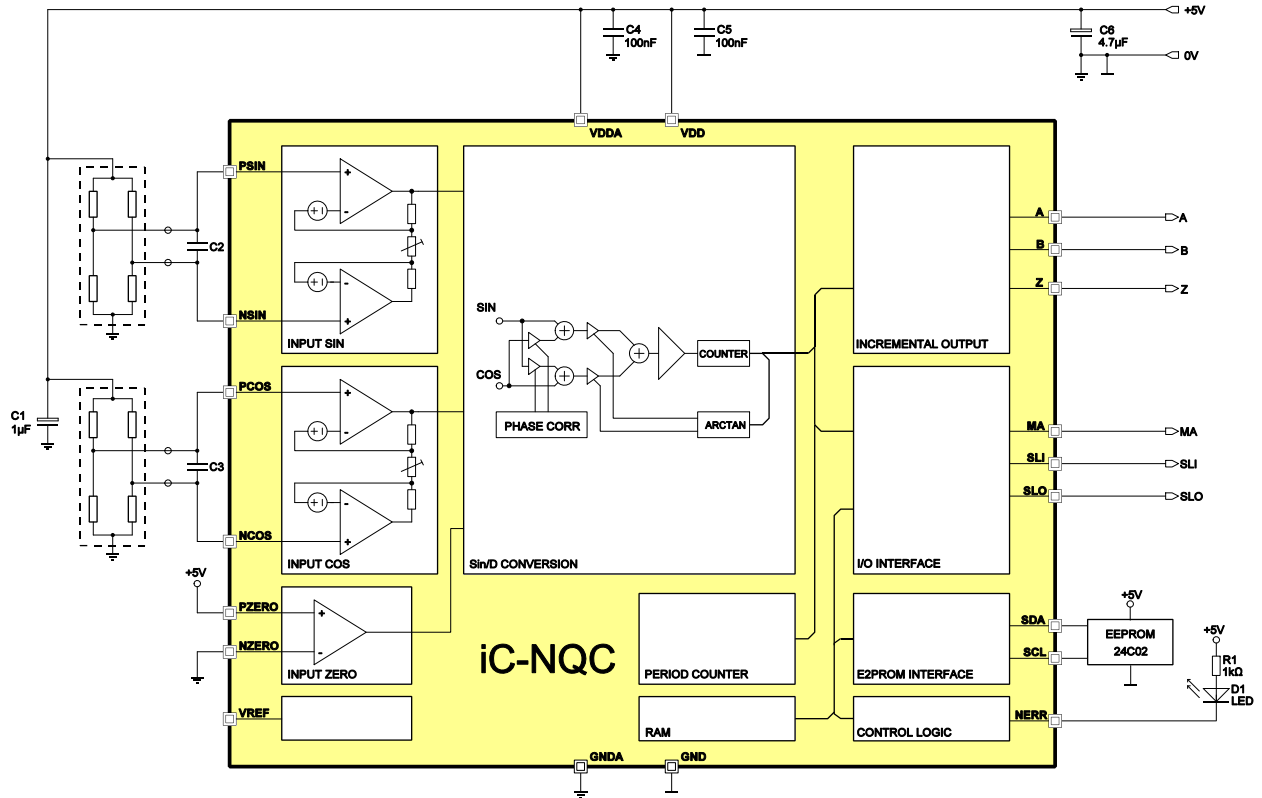 +5V
C4
100nF
C5
100nF
C6
4.7µF
0V
VDDA
VDD
PSIN
+
-
-
+
C2
NSIN
INPUT SIN
A
A
B
B
Z
Z
INCREMENTAL OUTPUT
SIN
COS
COUNTER
PHASE CORR
ARCTAN
Sin/D CONVERSION
C1
1µF
PCOS
+
-
-
+
C3
NCOS
INPUT COS
MA
MA
SLI
SLI
SLO
SLO
I/O INTERFACE
+5V
PZERO
+
NZERO
-
INPUT ZERO
iC-NQC
PERIOD COUNTER
SDA
SCL
E2PROM INTERFACE
+5V
EEPROM
24C02
+5V
R1
1kΩ
D1
LED
VREF
RAM
CONTROL LOGIC
NERR
GNDA
GND